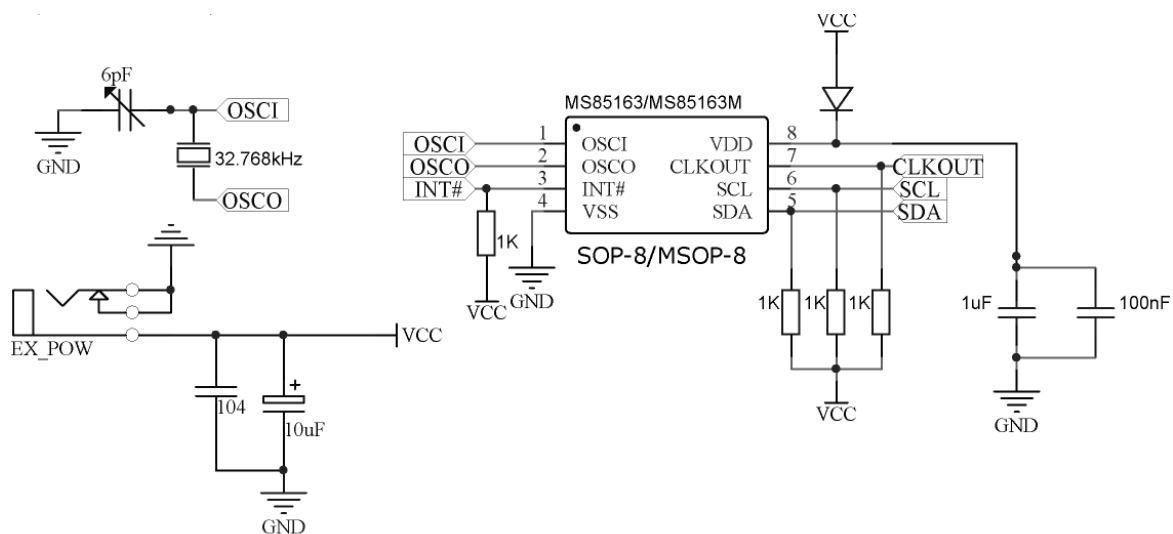 VCC
6pF
OSCI
MS85163/MS85163M
GND
1 OSCI VDD 8
OSCI
32.768kHz
2 OSCO CLKOUT 7
OSCO
CLKOUT
3 INT# SCL 6
INT#
SCL
OSCO
4 VSS SDA 5
SDA
1K
SOP-8/MSOP-8
GND
VCC
1K
1K
1K
1uF
100nF
VCC
EX_POW
104
+
10uF
VCC
GND
GND